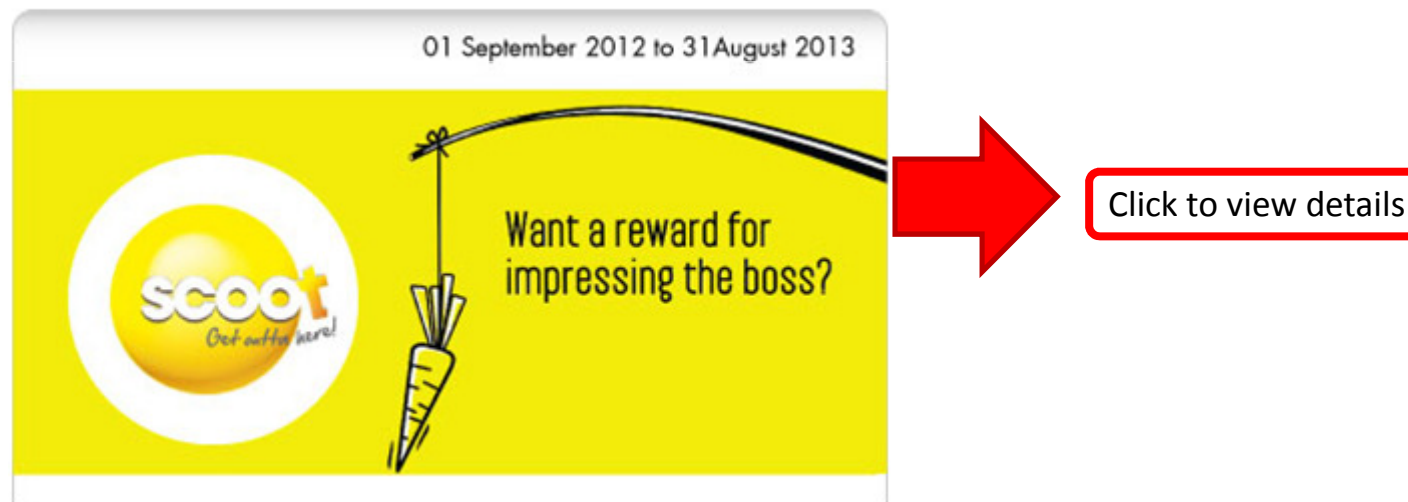 01 September 2012 to 31August 2013
scoot
Get outta here!
Want a reward for
impressing the boss?
Click to view details